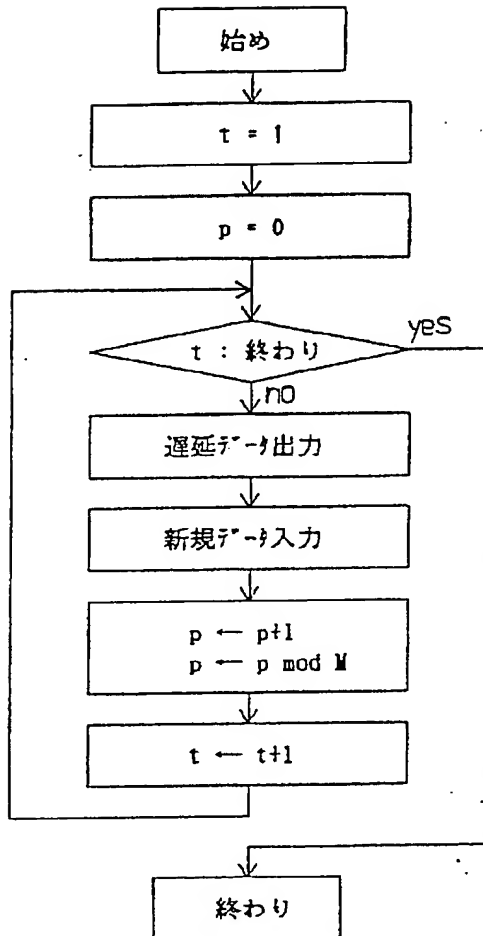 始め
t = 1
p = 0
t : 終わり
yes
no
遅延データ出力
新規データ入力
p ← p+1
p ← p mod M
t ← t+1
終わり